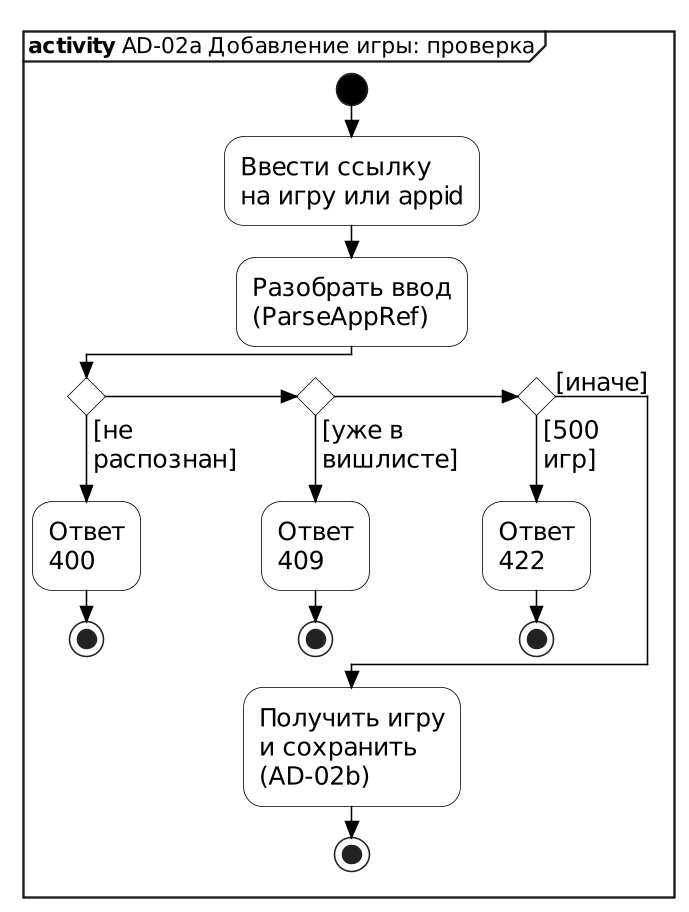 activity AD-02a Добавление игры: проверка
Ввести ссылку
на игру или appid
Разобрать ввод
(ParseAppRef)
[иначе]
[не
распознан]
[уже в
вишлисте]
[500
игр]
Ответ
400
Ответ
409
Ответ
422
Получить игру
и сохранить
(AD-02b)